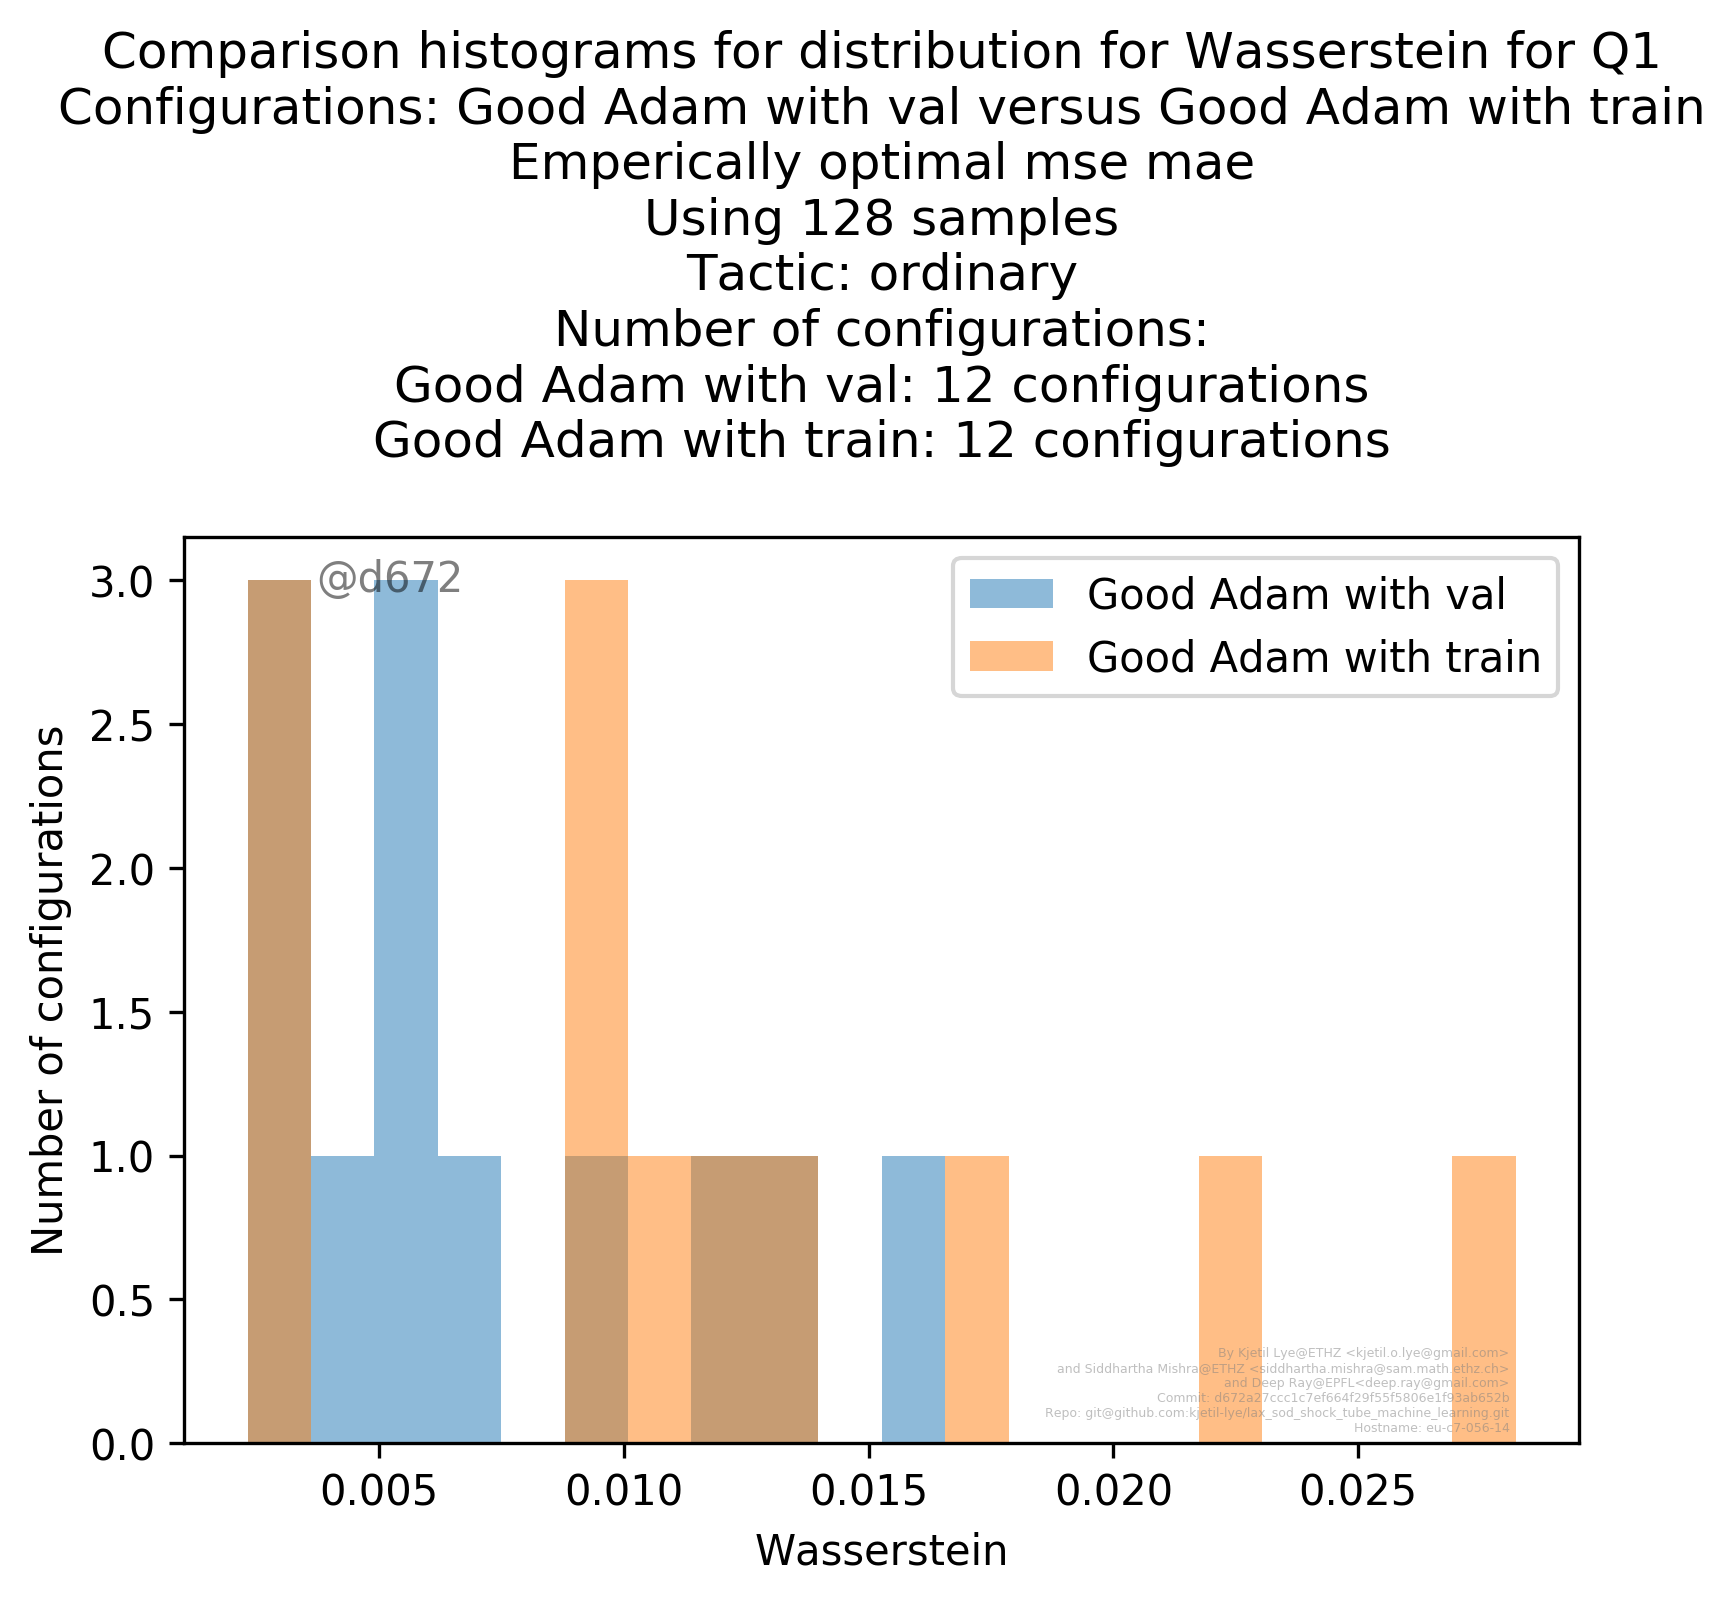 Comparison histograms for distribution for Wasserstein for Q1
Configurations: Good Adam with val versus Good Adam with train
Emperically optimal mse mae
Using 128 samples
Tactic: ordinary
Number of configurations:
Good Adam with val: 12 configurations
Good Adam with train: 12 configurations
@d672
Good Adam with val
Good Adam with train
Number of configurations
3.0
2.5
2.0
1.5
1.0
0.5
0.0
By Kjetil Lye@ETHZ <kjetil.o.lye@gmail.com>
and Siddhartha Mishra@ETHZ <siddhartha.mishra@sam.math.ethz.ch>
and Deep Ray@EPFL<deep.ray@gmail.com>
Commit: d672a27ccc1c7ef664f29f55f5806e1f93ab652b
Repo: git@github.com:kjetil-lye/lax_sod_shock_tube_machine_learning.git
Hostname: eu-c7-056-14
0.005 0.010 0.015 0.020 0.025
Wasserstein